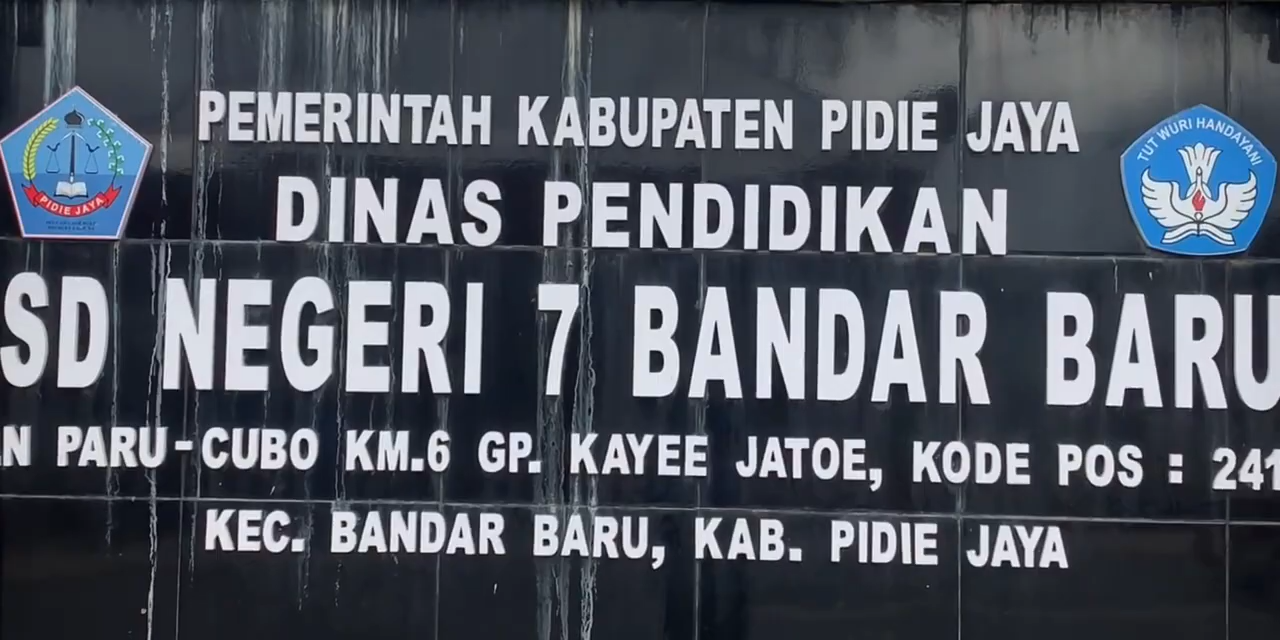 PEMERINTAH KABUPATEN PIDIE JAYA
DINAS PENDIDIKAN
SD NEGERI 7 BANDAR BARU
PARU-CUBO KM.6 GP. KAYEE JATOE, KODE POS : 241
KEC. BANDAR BARU, KAB. PIDIE JAYA
PIDIE JAYA
TUT WURI HANDAYANI